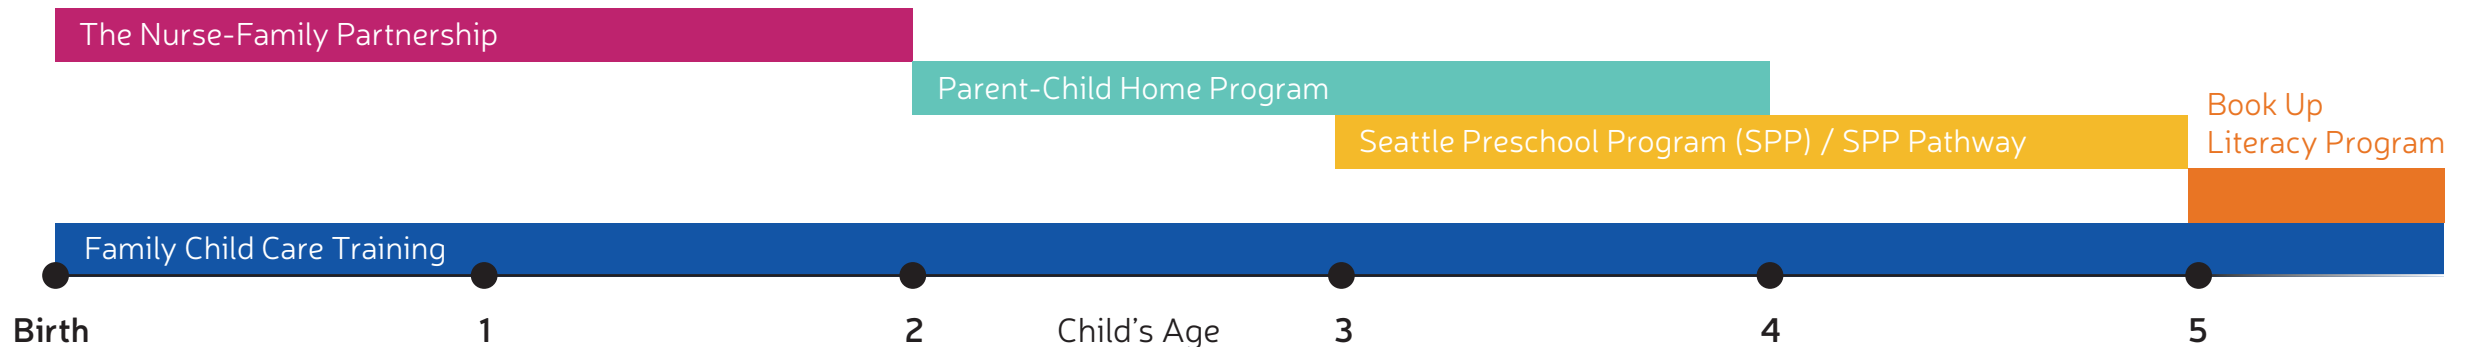 The Nurse-Family Partnership
Parent-Child Home Program
Book Up
Literacy Program
Seattle Preschool Program (SPP) / SPP Pathway
Family Child Care Training
Birth 1 2 Child’s Age 3 4 5